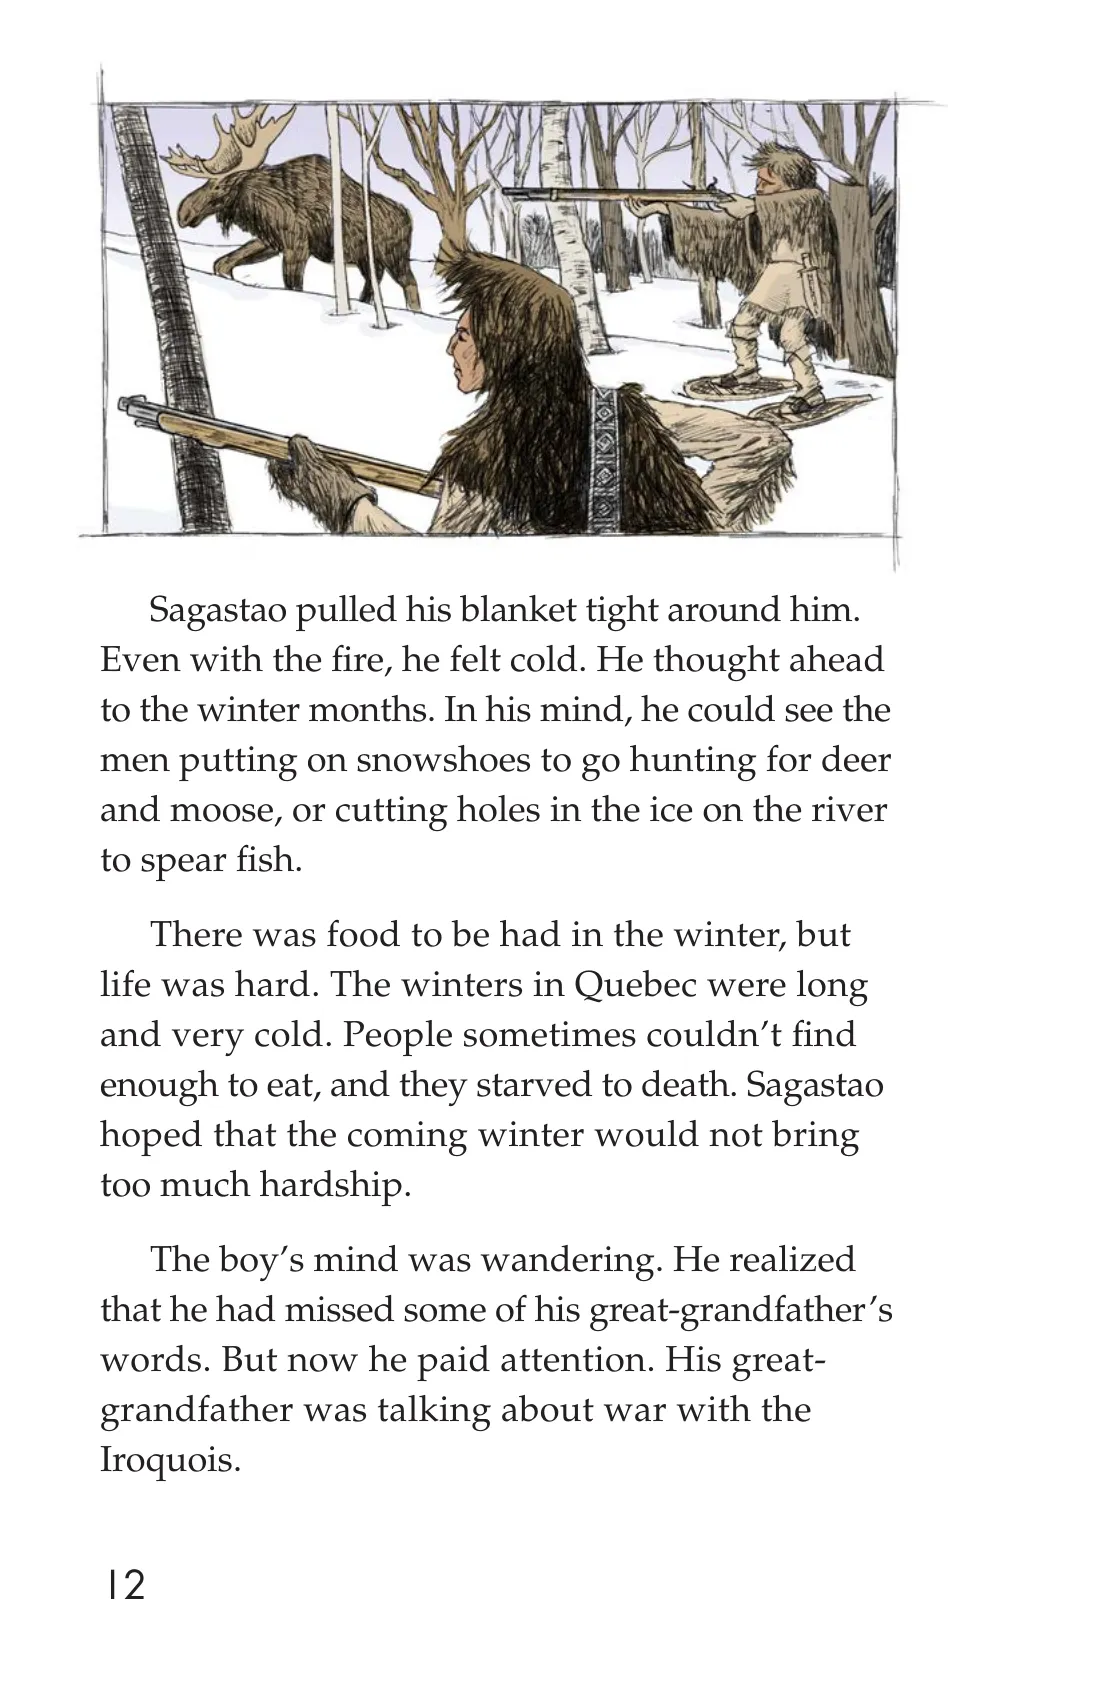 Sagastao pulled his blanket tight around him.
Even with the fire, he felt cold. He thought ahead
to the winter months. In his mind, he could see the
men putting on snowshoes to go hunting for deer
and moose, or cutting holes in the ice on the river
to spear fish.
There was food to be had in the winter, but
life was hard. The winters in Quebec were long
and very cold. People sometimes couldn’t find
enough to eat, and they starved to death. Sagastao
hoped that the coming winter would not bring
too much hardship.
The boy’s mind was wandering. He realized
that he had missed some of his great-grandfather’s
words. But now he paid attention. His great-
grandfather was talking about war with the
Iroquois.
12